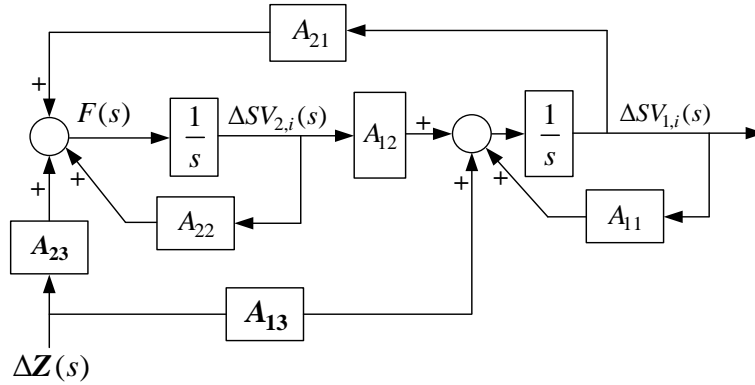 A₂₁
+
F(s)
1/s
ΔSV₂,ᵢ(s)
A₁₂
+
1/s
ΔSV₁,ᵢ(s)
+
+
+
+
A₂₃
A₂₂
A₁₁
A₁₃
ΔZ(s)